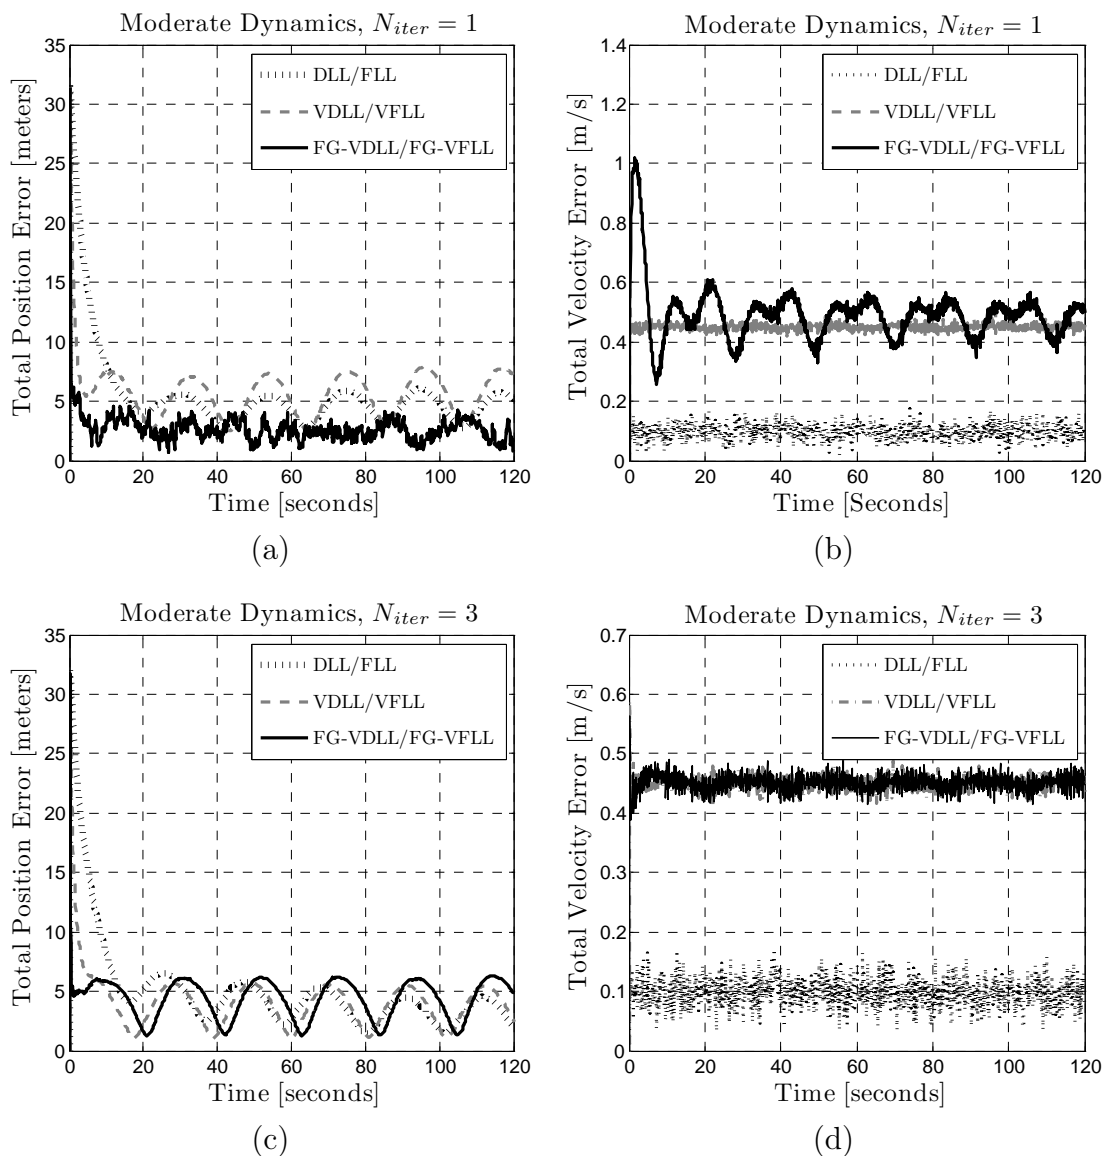 Moderate Dynamics, N_iter = 1
Total Position Error [meters]
35
30
25
20
15
10
5
0
DLL/FLL
VDLL/VFLL
FG-VDLL/FG-VFLL
0 20 40 60 80 100 120
Time [seconds]
(a)
Moderate Dynamics, N_iter = 1
Total Velocity Error [m/s]
1.4
1.2
1
0.8
0.6
0.4
0.2
0
DLL/FLL
VDLL/VFLL
FG-VDLL/FG-VFLL
20 40 60 80 100 120
Time [Seconds]
(b)
Moderate Dynamics, N_iter = 3
Total Position Error [meters]
35
30
25
20
15
10
5
0
DLL/FLL
VDLL/VFLL
FG-VDLL/FG-VFLL
0 20 40 60 80 100 120
Time [seconds]
(c)
Moderate Dynamics, N_iter = 3
Total Velocity Error [m/s]
0.7
0.6
0.5
0.4
0.3
0.2
0.1
0
DLL/FLL
VDLL/VFLL
FG-VDLL/FG-VFLL
0 20 40 60 80 100 120
Time [seconds]
(d)